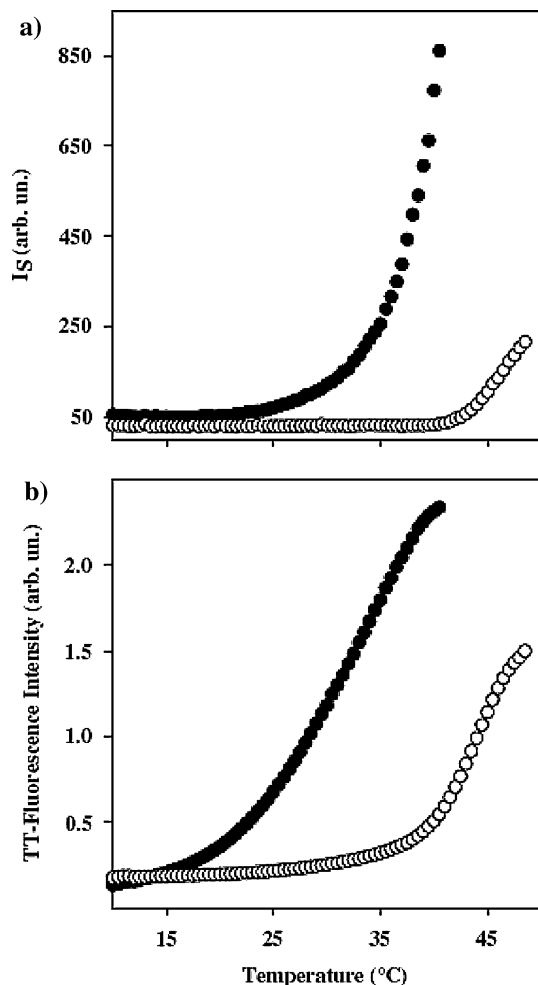 a)
850
650
450
250
50
IS (arb. un.)
b)
2.0
1.5
1.0
0.5
TT-Fluorescence Intensity (arb. un.)
15 25 35 45
Temperature (°C)